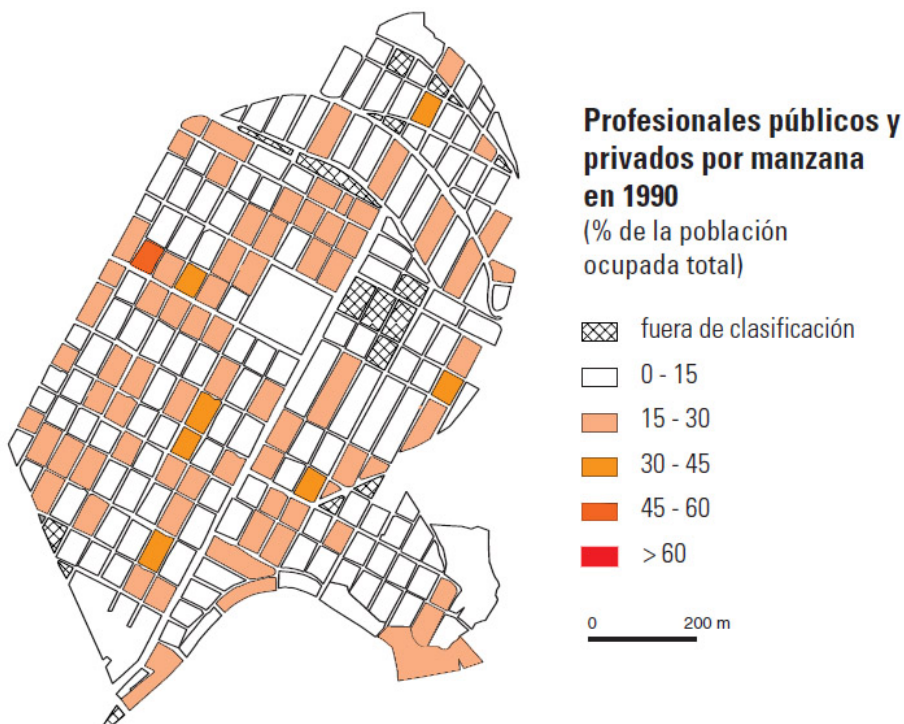 Profesionales públicos y
privados por manzana
en 1990
(% de la población
ocupada total)
fuera de clasificación
0 - 15
15 - 30
30 - 45
45 - 60
> 60
0 200 m